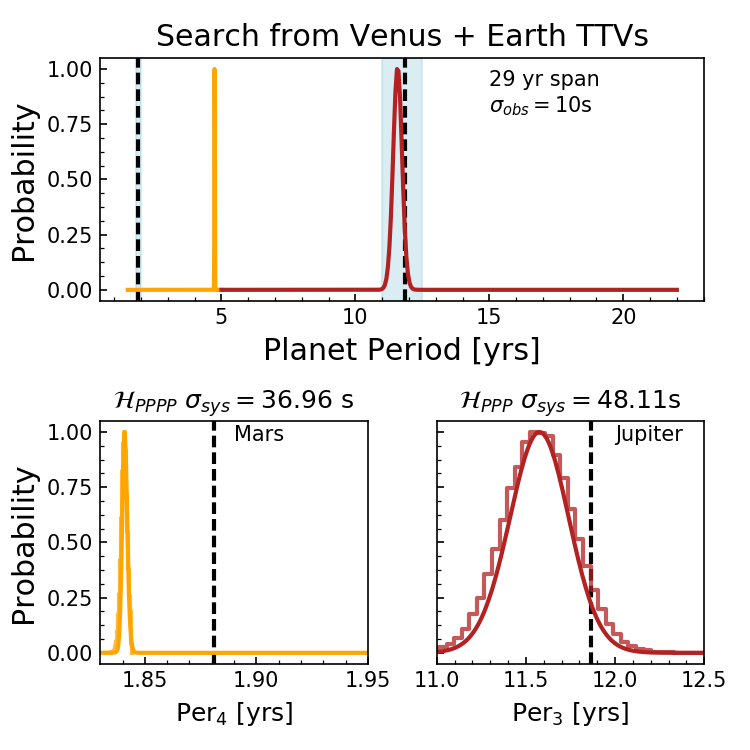 Search from Venus + Earth TTVs
1.00
0.75
0.50
0.25
0.00
Probability
29 yr span
σ_obs = 10s
5 10 15 20
Planet Period [yrs]
ℋ_PPPP σ_sys = 36.96 s
1.00
0.75
0.50
0.25
0.00
Probability
Mars
1.85 1.90 1.95
Per_4 [yrs]
ℋ_PPP σ_sys = 48.11s
Jupiter
11.0 11.5 12.0 12.5
Per_3 [yrs]